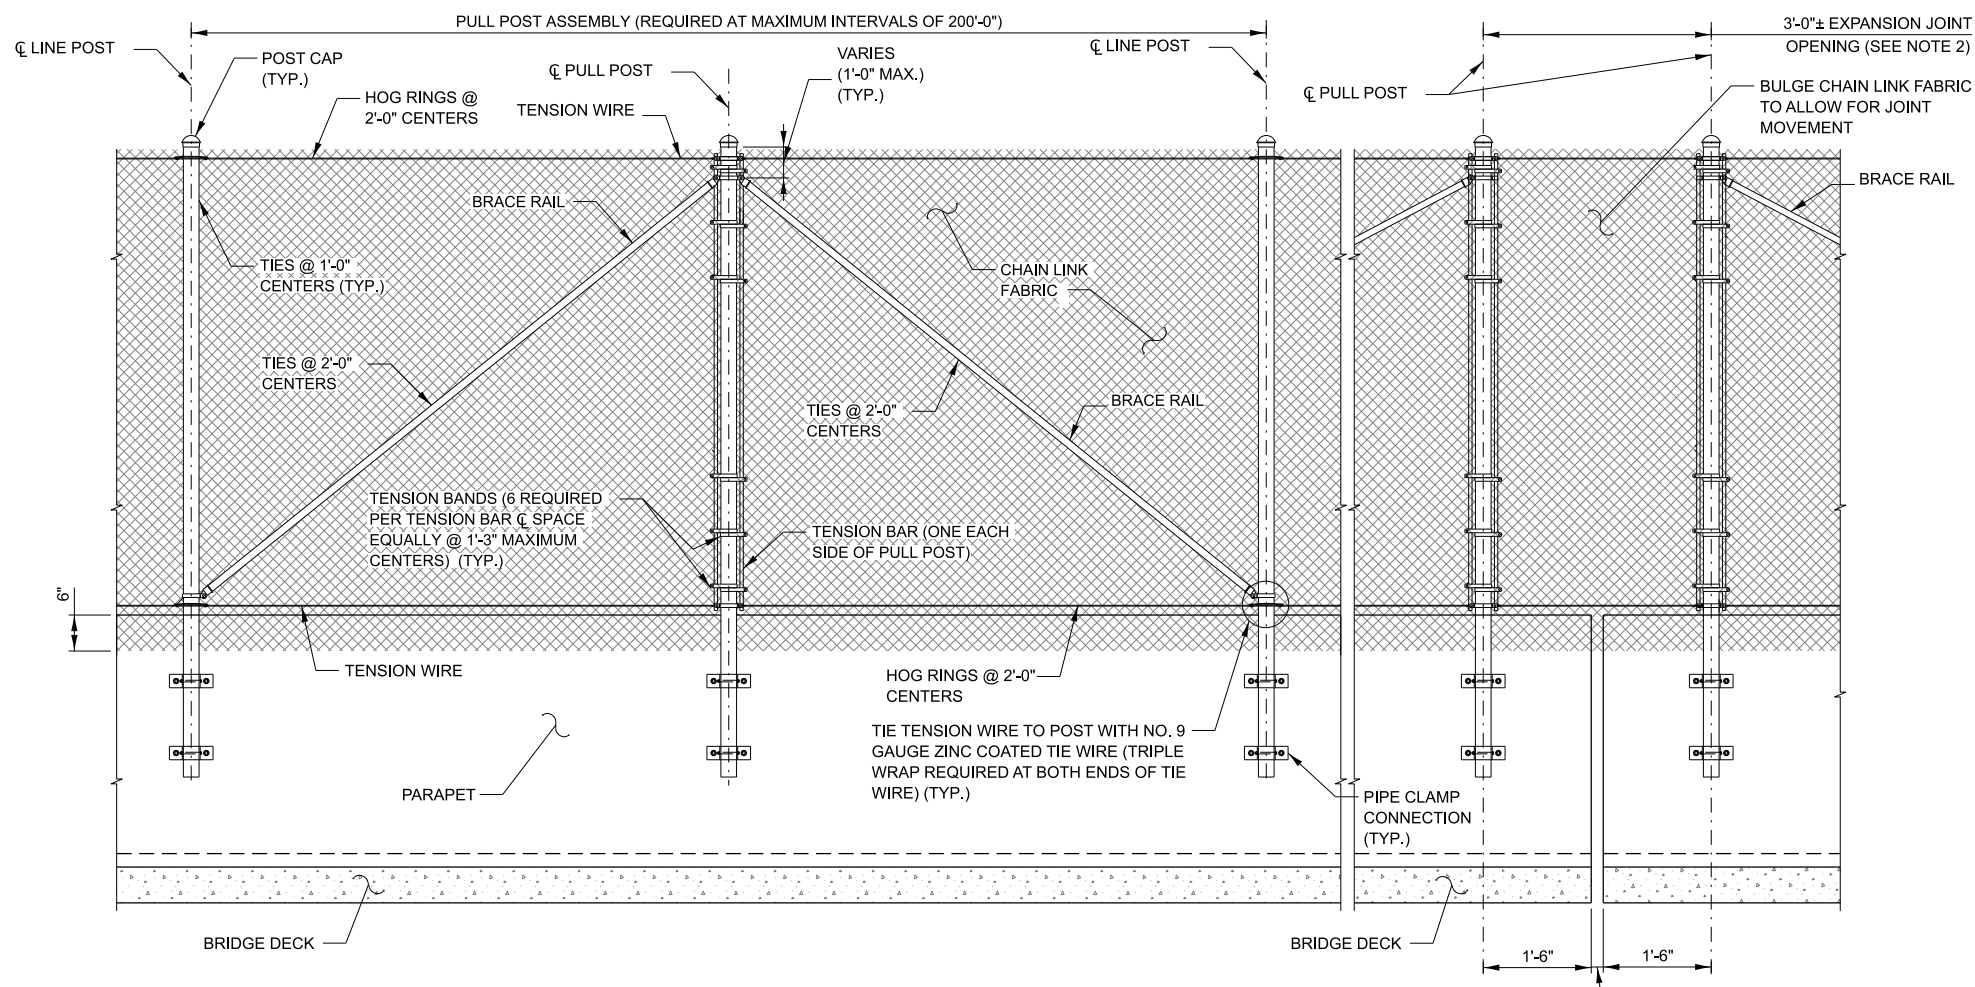 PULL POST ASSEMBLY (REQUIRED AT MAXIMUM INTERVALS OF 200'-0")
3'-0"± EXPANSION JOINT
OPENING (SEE NOTE 2)
℄ LINE POST
POST CAP
(TYP.)
℄ PULL POST
VARIES
(1'-0" MAX.)
(TYP.)
℄ LINE POST
℄ PULL POST
BULGE CHAIN LINK FABRIC
TO ALLOW FOR JOINT
MOVEMENT
HOG RINGS @
2'-0" CENTERS
TENSION WIRE
BRACE RAIL
BRACE RAIL
TIES @ 1'-0"
CENTERS (TYP.)
CHAIN LINK
FABRIC
TIES @ 2'-0"
CENTERS
TIES @ 2'-0"
CENTERS
BRACE RAIL
TENSION BANDS (6 REQUIRED
PER TENSION BAR ℄ SPACE
EQUALLY @ 1'-3" MAXIMUM
CENTERS) (TYP.)
TENSION BAR (ONE EACH
SIDE OF PULL POST)
6"
TENSION WIRE
HOG RINGS @ 2'-0"
CENTERS
TIE TENSION WIRE TO POST WITH NO. 9
GAUGE ZINC COATED TIE WIRE (TRIPLE
WRAP REQUIRED AT BOTH ENDS OF TIE
WIRE) (TYP.)
PARAPET
PIPE CLAMP
CONNECTION
(TYP.)
BRIDGE DECK
BRIDGE DECK
1'-6"
1'-6"